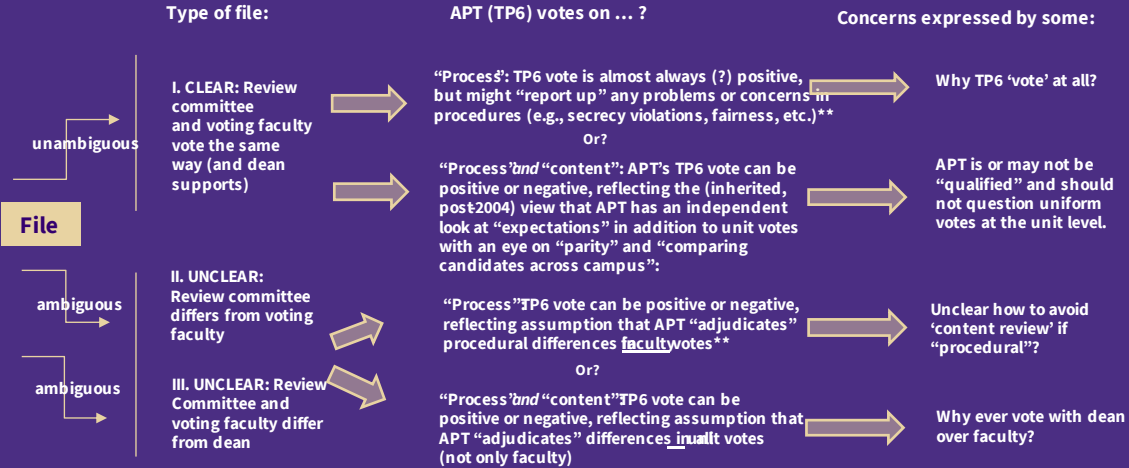 Type of file:
APT (TP6) votes on ... ?
Concerns expressed by some:
unambiguous
I. CLEAR: Review
committee
and voting faculty
vote the same
way (and dean
supports)
“Process”: TP6 vote is almost always (?) positive,
but might “report up” any problems or concerns in
procedures (e.g., secrecy violations, fairness, etc.)**
Why TP6 ‘vote’ at all?
Or?
“Process” and “content”: APT’s TP6 vote can be
positive or negative, reflecting the (inherited,
post-2004) view that APT has an independent
look at “expectations” in addition to unit votes
with an eye on “parity” and “comparing
candidates across campus”:
APT is or may not be
“qualified” and should
not question uniform
votes at the unit level.
File
ambiguous
II. UNCLEAR:
Review committee
differs from voting
faculty
“Process”: TP6 vote can be positive or negative,
reflecting assumption that APT “adjudicates”
procedural differences faculty votes**
Unclear how to avoid
‘content review’ if
“procedural”?
Or?
ambiguous
III. UNCLEAR: Review
Committee and
voting faculty differ
from dean
“Process” and “content”: TP6 vote can be
positive or negative, reflecting assumption that
APT “adjudicates” differences in unit votes
(not only faculty)
Why ever vote with dean
over faculty?